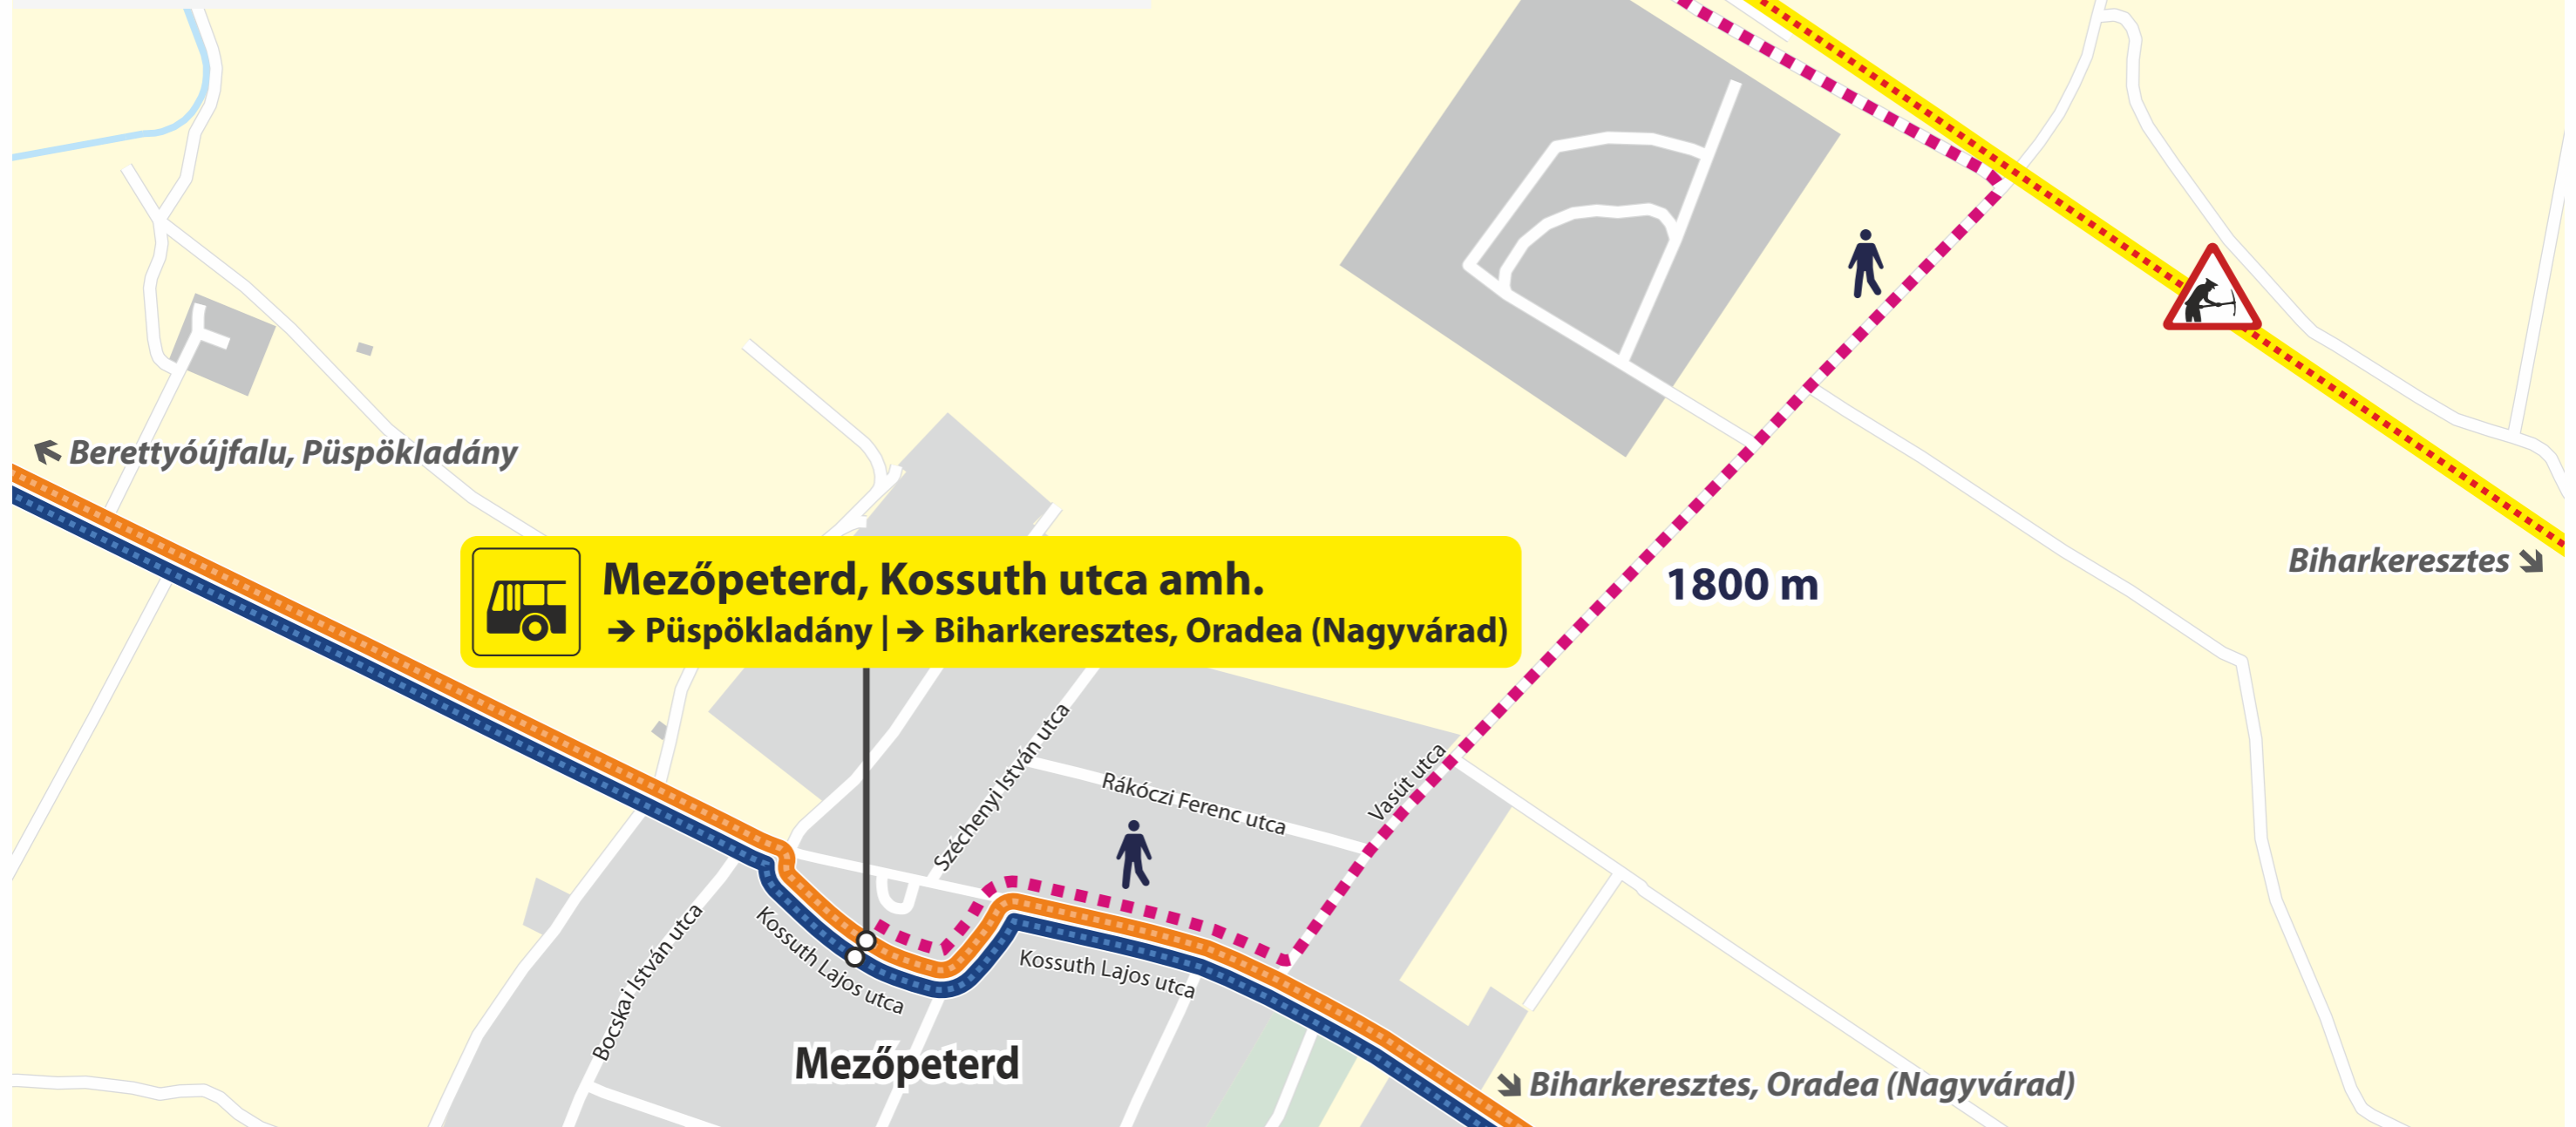 Berettyóújfalu, Püspökladány
Mezőpeterd, Kossuth utca amh.
→ Püspökladány | → Biharkeresztes, Oradea (Nagyvárad)
1800 m
Biharkeresztes
Széchenyi István utca
Rákóczi Ferenc utca
Vasút utca
Bocskai István utca
Kossuth Lajos utca
Kossuth Lajos utca
Mezőpeterd
Biharkeresztes, Oradea (Nagyvárad)